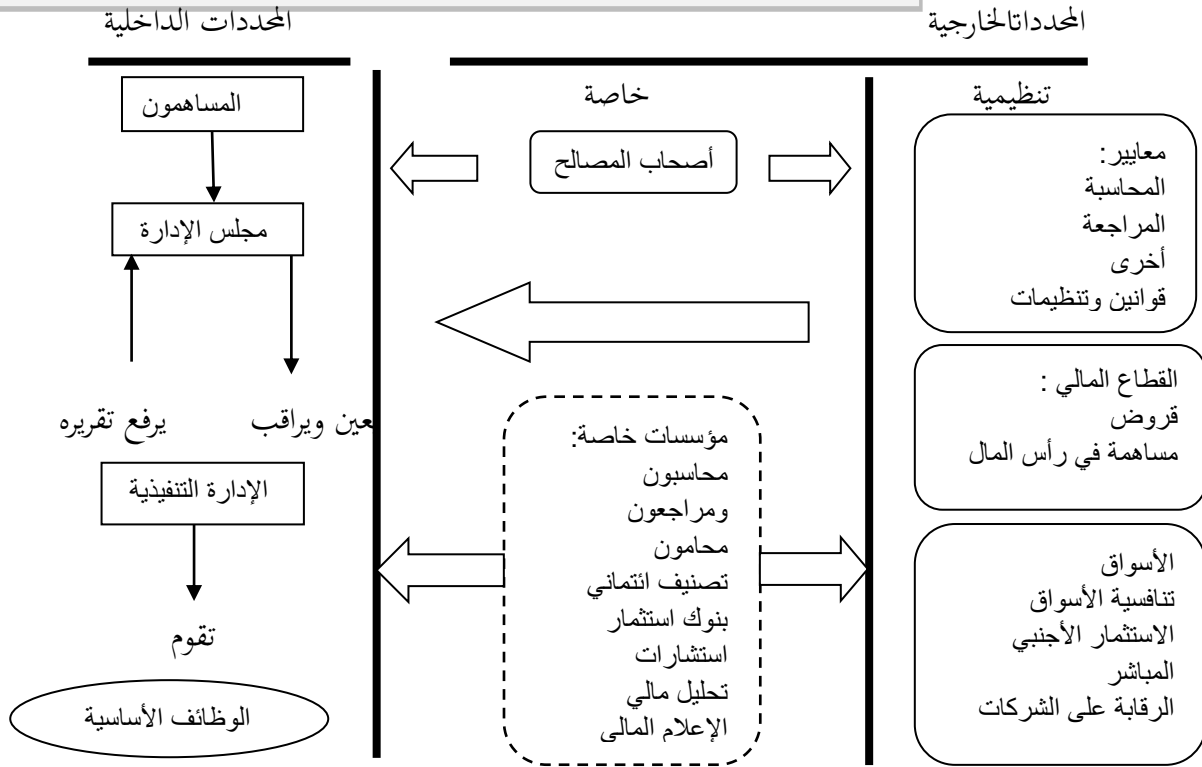 المحدداتالخارجية
المحددات الداخلية
تنظيمية
خاصة
معايير:
المحاسبة
المراجعة
أخرى
قوانين وتنظيمات
القطاع المالي :
قروض
مساهمة في رأس المال
الأسواق
تنافسية الأسواق
الاستثمار الأجنبي
المباشر
الرقابة على الشركات
أصحاب المصالح
مؤسسات خاصة:
محاسبون
ومراجعون
محامون
تصنيف ائتماني
بنوك استثمار
استشارات
تحليل مالي
الإعلام المالي
المساهمون
مجلس الإدارة
عين ويراقب
يرفع تقريره
الإدارة التنفيذية
تقوم
الوظائف الأساسية